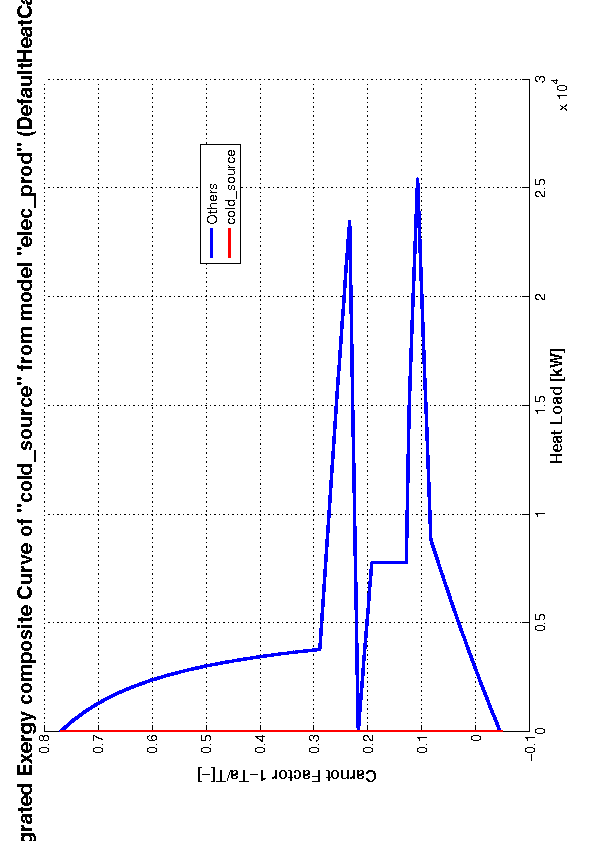 grated Exergy composite Curve of "cold_source" from model "elec_prod" (DefaultHeatCa
Others
cold_source
0.8
0.7
0.6
0.5
0.4
0.3
0.2
0.1
0
−0.1
Carnot Factor 1−Ta/T[−]
0
0.5
1
1.5
2
2.5
3
x 10⁴
Heat Load [kW]